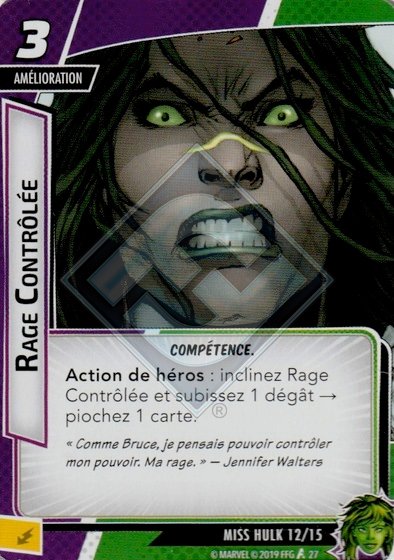 3
AMÉLIORATION
RAGE CONTRÔLÉE
COMPÉTENCE.
Action de héros : inclinez Rage
Contrôlée et subissez 1 dégât →
piochez 1 carte.
®
« Comme Bruce, je pensais pouvoir contrôler
mon pouvoir. Ma rage. » — Jennifer Walters
MISS HULK 12/15
© MARVEL © 2019 FFG 27